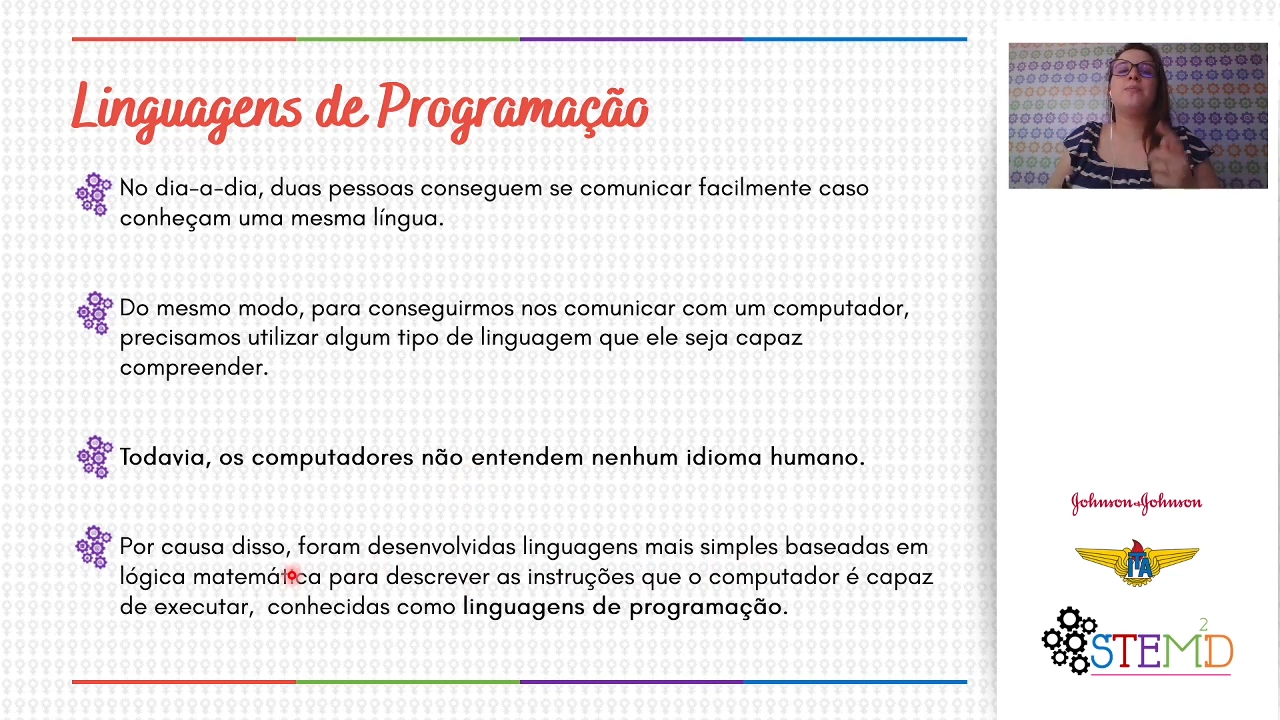 Linguagens de Programação
No dia-a-dia, duas pessoas conseguem se comunicar facilmente caso
conheçam uma mesma língua.
Do mesmo modo, para conseguirmos nos comunicar com um computador,
precisamos utilizar algum tipo de linguagem que ele seja capaz
compreender.
Todavia, os computadores não entendem nenhum idioma humano.
Por causa disso, foram desenvolvidas linguagens mais simples baseadas em
lógica matemática para descrever as instruções que o computador é capaz
de executar, conhecidas como linguagens de programação.
Johnson & Johnson
ITA
STEM²D